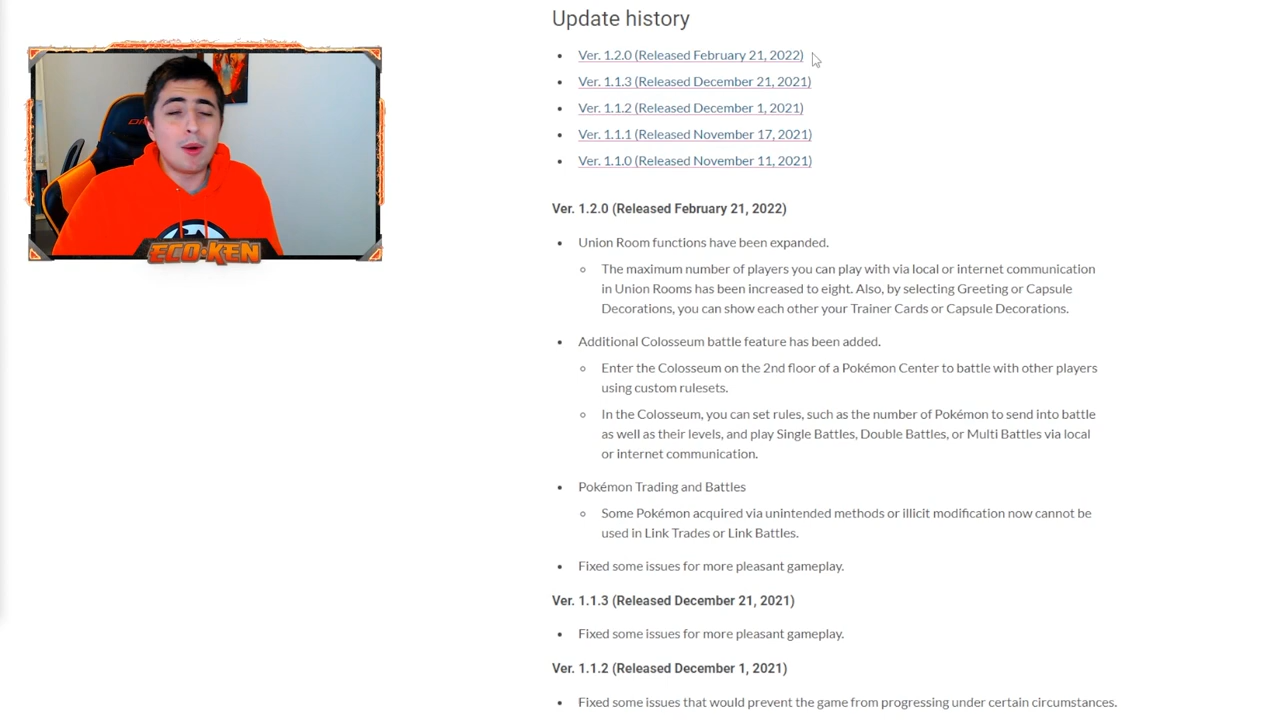 Update history
Ver. 1.2.0 (Released February 21, 2022)
Ver. 1.1.3 (Released December 21, 2021)
Ver. 1.1.2 (Released December 1, 2021)
Ver. 1.1.1 (Released November 17, 2021)
Ver. 1.1.0 (Released November 11, 2021)
ECO-KEN
Ver. 1.2.0 (Released February 21, 2022)
Union Room functions have been expanded.
The maximum number of players you can play with via local or internet communication
in Union Rooms has been increased to eight. Also, by selecting Greeting or Capsule
Decorations, you can show each other your Trainer Cards or Capsule Decorations.
Additional Colosseum battle feature has been added.
Enter the Colosseum on the 2nd floor of a Pokémon Center to battle with other players
using custom rulesets.
In the Colosseum, you can set rules, such as the number of Pokémon to send into battle
as well as their levels, and play Single Battles, Double Battles, or Multi Battles via local
or internet communication.
Pokémon Trading and Battles
Some Pokémon acquired via unintended methods or illicit modification now cannot be
used in Link Trades or Link Battles.
Fixed some issues for more pleasant gameplay.
Ver. 1.1.3 (Released December 21, 2021)
Fixed some issues for more pleasant gameplay.
Ver. 1.1.2 (Released December 1, 2021)
Fixed some issues that would prevent the game from progressing under certain circumstances.